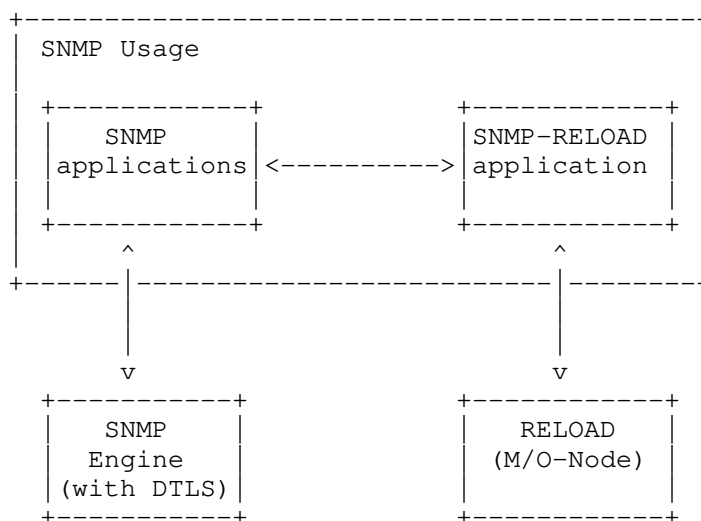 SNMP Usage
SNMP SNMP-RELOAD
applications <----------> application
^ ^
v v
SNMP RELOAD
Engine (M/O-Node)
(with DTLS)